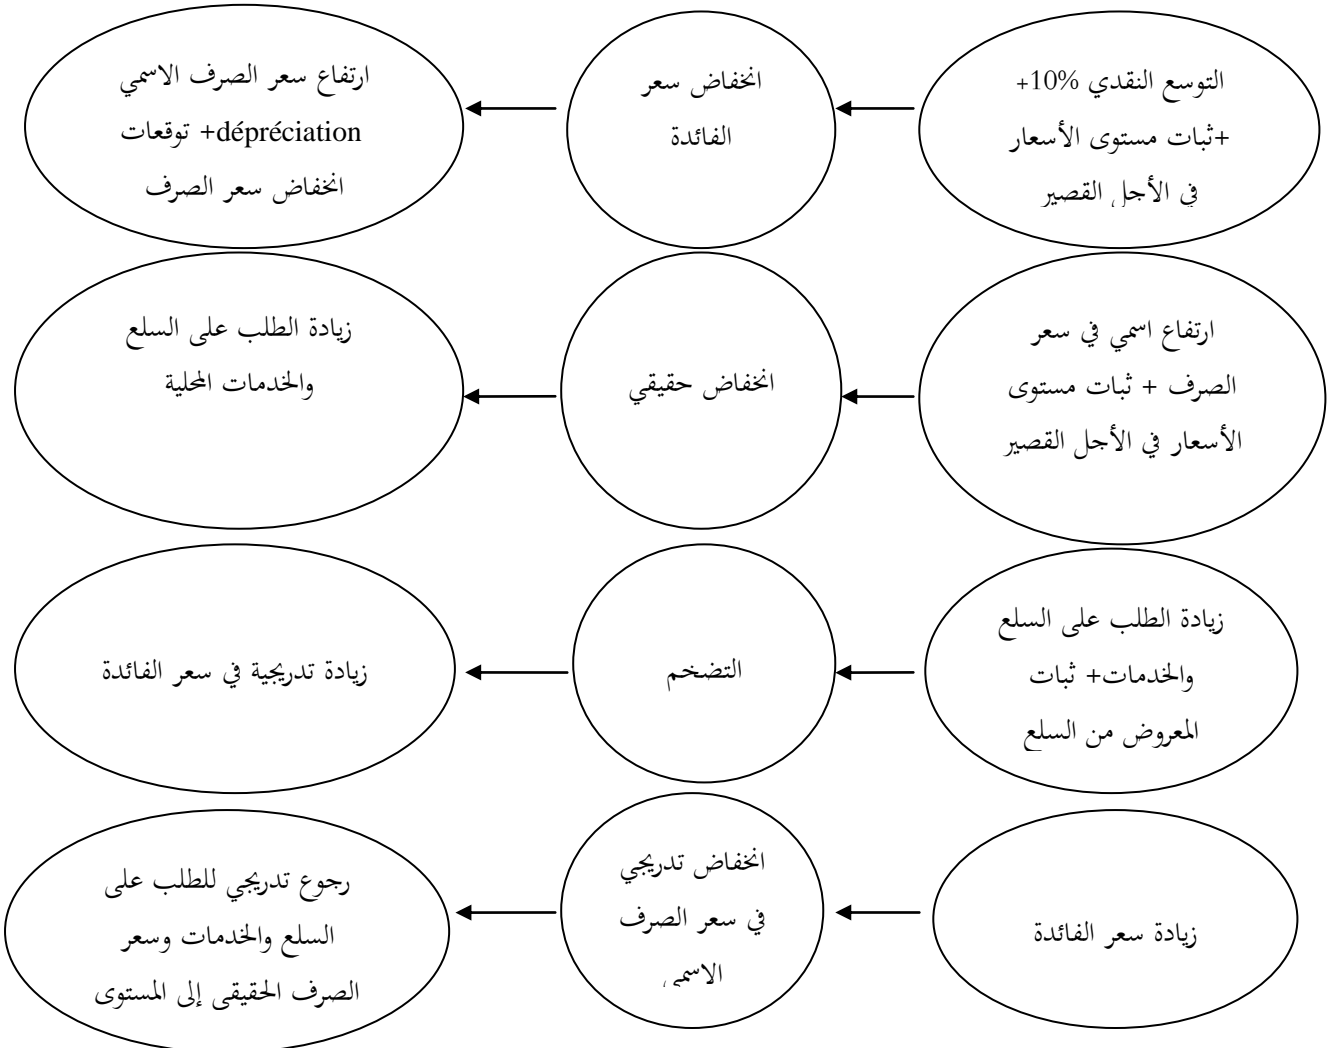 التوسع النقدي 10%+
+ثبات مستوى الأسعار
في الأجل القصير
انخفاض سعر
الفائدة
ارتفاع سعر الصرف الاسمي
dépréciation+ توقعات
انخفاض سعر الصرف
ارتفاع اسمي في سعر
الصرف + ثبات مستوى
الأسعار في الأجل القصير
انخفاض حقيقي
زيادة الطلب على السلع
والخدمات المحلية
زيادة الطلب على السلع
والخدمات+ ثبات
المعروض من السلع
التضخم
زيادة تدريجية في سعر الفائدة
زيادة سعر الفائدة
انخفاض تدريجي
في سعر الصرف
الاسمي
رجوع تدريجي للطلب على
السلع والخدمات وسعر
الصرف الحقيقي إلى المستوى